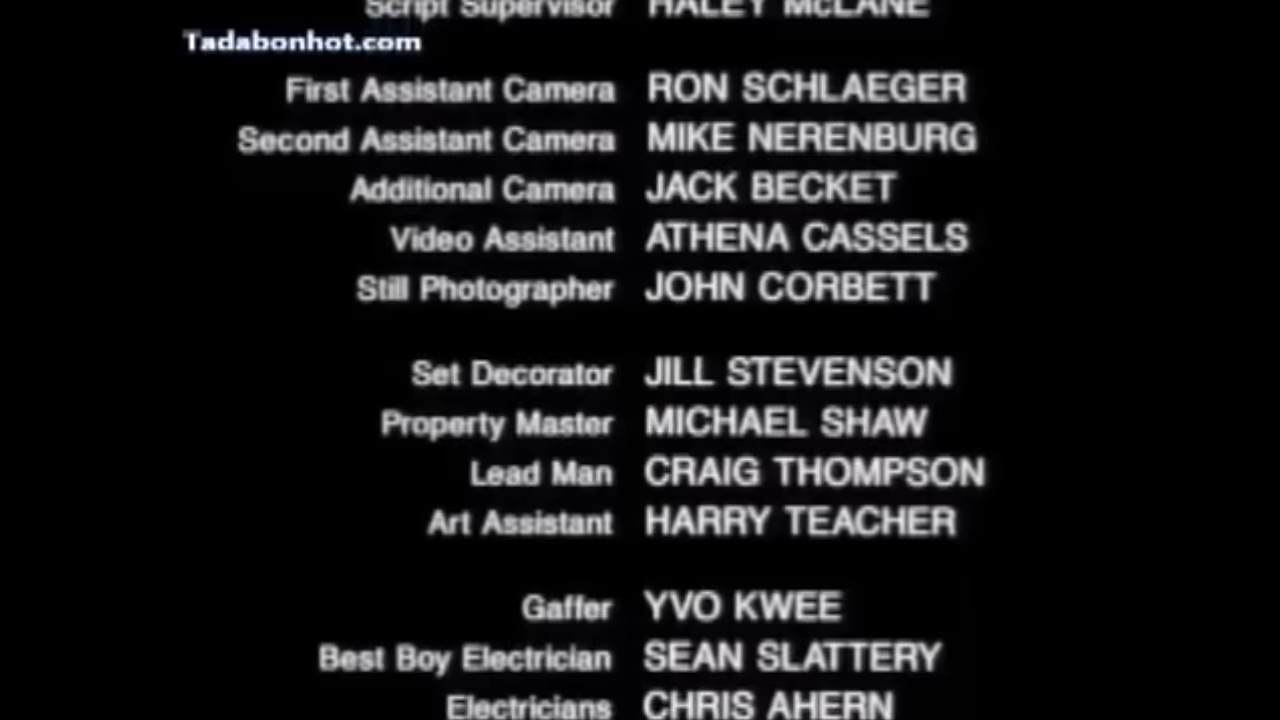 Script Supervisor HALEY McLANE
Tadabonhot.com
First Assistant Camera RON SCHLAEGER
Second Assistant Camera MIKE NERENBURG
Additional Camera JACK BECKET
Video Assistant ATHENA CASSELS
Still Photographer JOHN CORBETT
Set Decorator JILL STEVENSON
Property Master MICHAEL SHAW
Lead Man CRAIG THOMPSON
Art Assistant HARRY TEACHER
Gaffer YVO KWEE
Best Boy Electrician SEAN SLATTERY
Electricians CHRIS AHERN